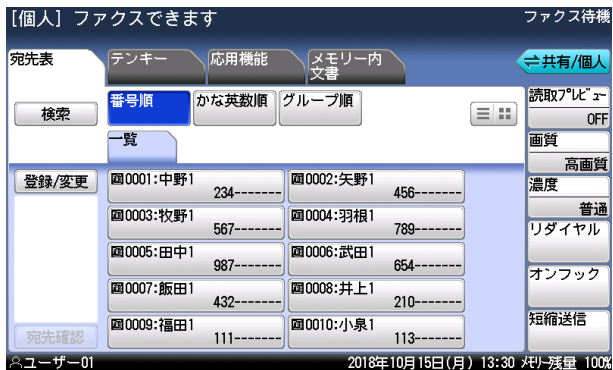 [個人] ファクスできます
ファクス待機
宛先表
テンキー
応用機能
メモリー内
文書
⇌共有/個人
検索
番号順
かな英数順
グループ順
一覧
読取ﾌﾟﾚﾋﾞｭｰ
OFF
画質
高画質
濃度
普通
リダイヤル
オンフック
短縮送信
登録/変更
0001:中野1
234-------
0002:矢野1
456-------
0003:牧野1
567-------
0004:羽根1
789-------
0005:田中1
987-------
0006:武田1
654-------
0007:飯田1
432-------
0008:井上1
210-------
0009:福田1
111-------
0010:小泉1
113-------
宛先確認
ユーザー01
2018年10月15日(月) 13:30 ﾒﾓﾘｰ残量 100%